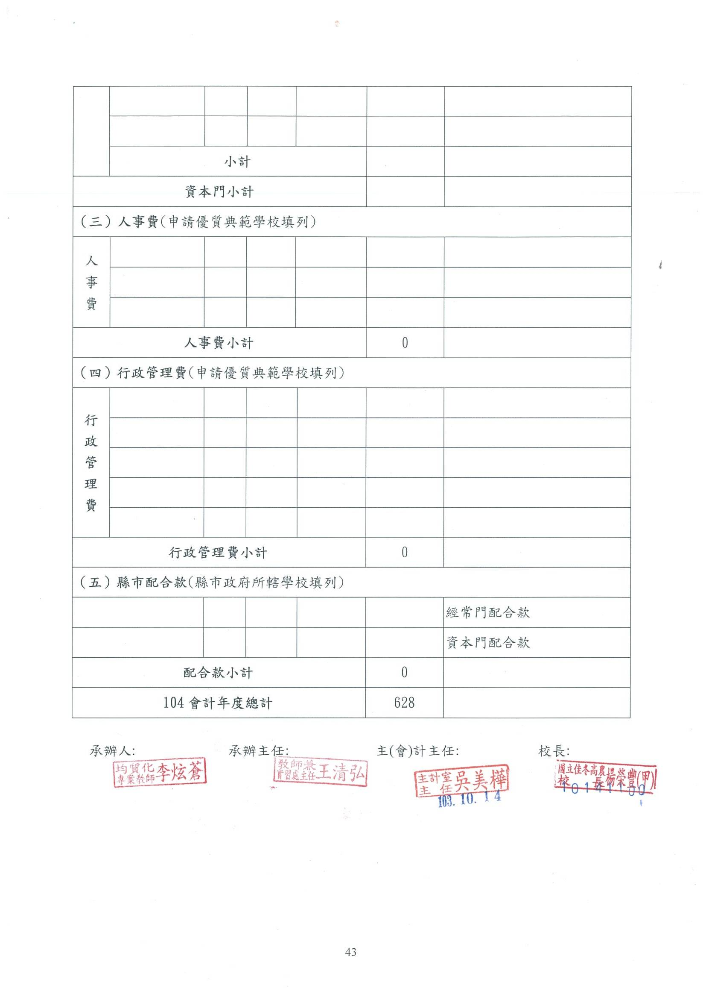 小計
資本門小計
（三）人事費(申請優質典範學校填列)
人
事
費
人事費小計 0
（四）行政管理費(申請優質典範學校填列)
行
政
管
理
費
行政管理費小計 0
（五）縣市配合款(縣市政府所轄學校填列)
經常門配合款
資本門配合款
配合款小計 0
104 會計年度總計 628
承辦人: 承辦主任: 主(會)計主任: 校長:
均質化
專案教師 李炫蒼
教師兼
實習處主任 王清弘
主計室
主 任 吳美樺
103. 10. 1 4
國立佳冬高農
校 長 楊榮豐(甲)
10141100
43